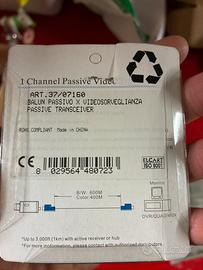 1 Channel Passive Video
ART.37/07160
BALUN PASSIVO X VIDEOSORVEGLIANZA
PASSIVE TRANSCEIVER
ROHS COMPLIANT Made in CHINA
CE
ELCART
ISO 9001
8 029564 480723
B/W: 600M
Color:400M
Monitor
DVR/QUAD/MUX
*Up to 3,000ft (1km) with active receiver or hub
*For more information, please contact with authorized distributors.